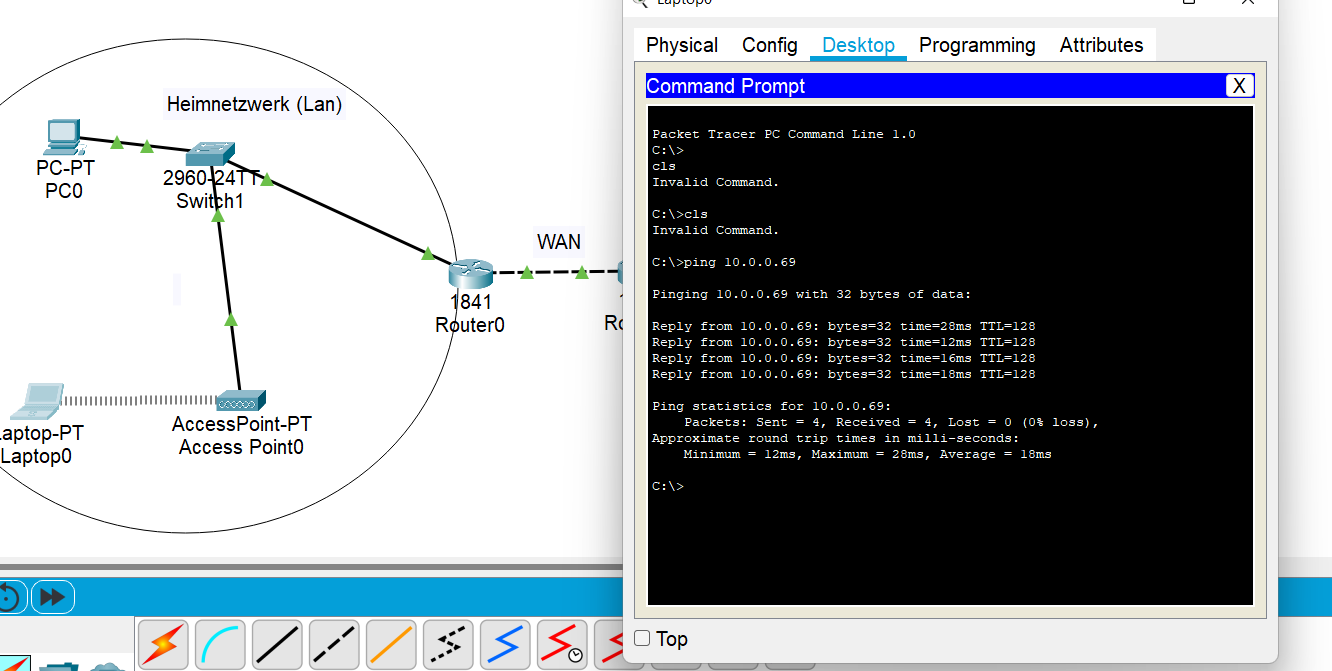 Laptop0
Physical Config Desktop Programming Attributes
Command Prompt
X
Packet Tracer PC Command Line 1.0
C:\>
cls
Invalid Command.
C:\>cls
Invalid Command.
C:\>ping 10.0.0.69
Pinging 10.0.0.69 with 32 bytes of data:
Reply from 10.0.0.69: bytes=32 time=28ms TTL=128
Reply from 10.0.0.69: bytes=32 time=12ms TTL=128
Reply from 10.0.0.69: bytes=32 time=16ms TTL=128
Reply from 10.0.0.69: bytes=32 time=18ms TTL=128
Ping statistics for 10.0.0.69:
Packets: Sent = 4, Received = 4, Lost = 0 (0% loss),
Approximate round trip times in milli-seconds:
Minimum = 12ms, Maximum = 28ms, Average = 18ms
C:\>
Top
Heimnetzwerk (Lan)
PC-PT
PC0
2960-24TT
Switch1
WAN
1841
Router0
Ro
aptop-PT
Laptop0
AccessPoint-PT
Access Point0